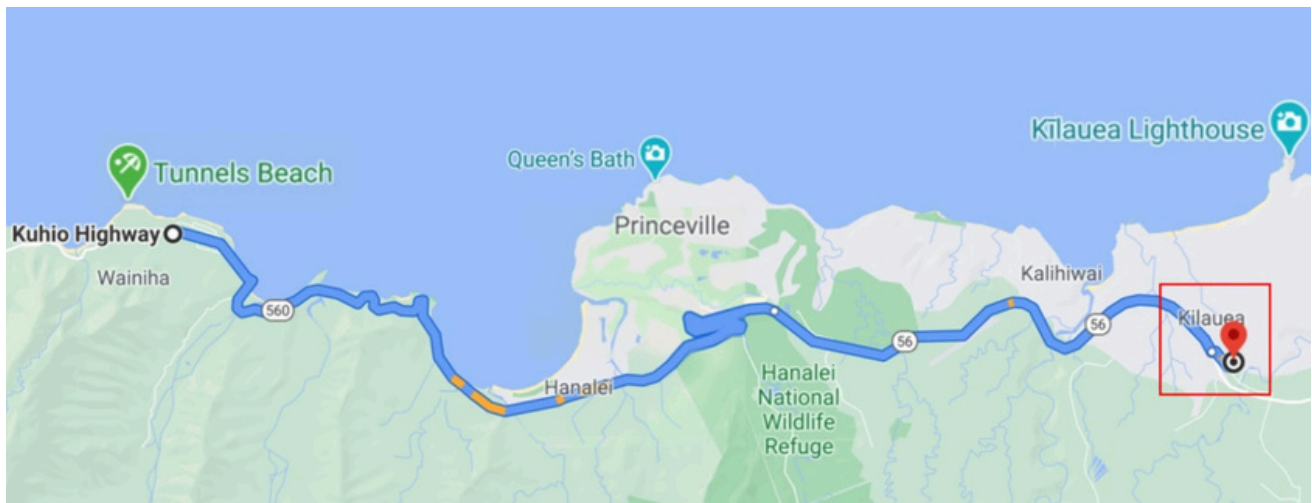 Kīlauea Lighthouse
Queen's Bath
Tunnels Beach
Princeville
Kuhio Highway
Wainiha
Kalihiwai
560
56
Kilauea
56
Hanalei
Hanalei
National
Wildlife
Refuge